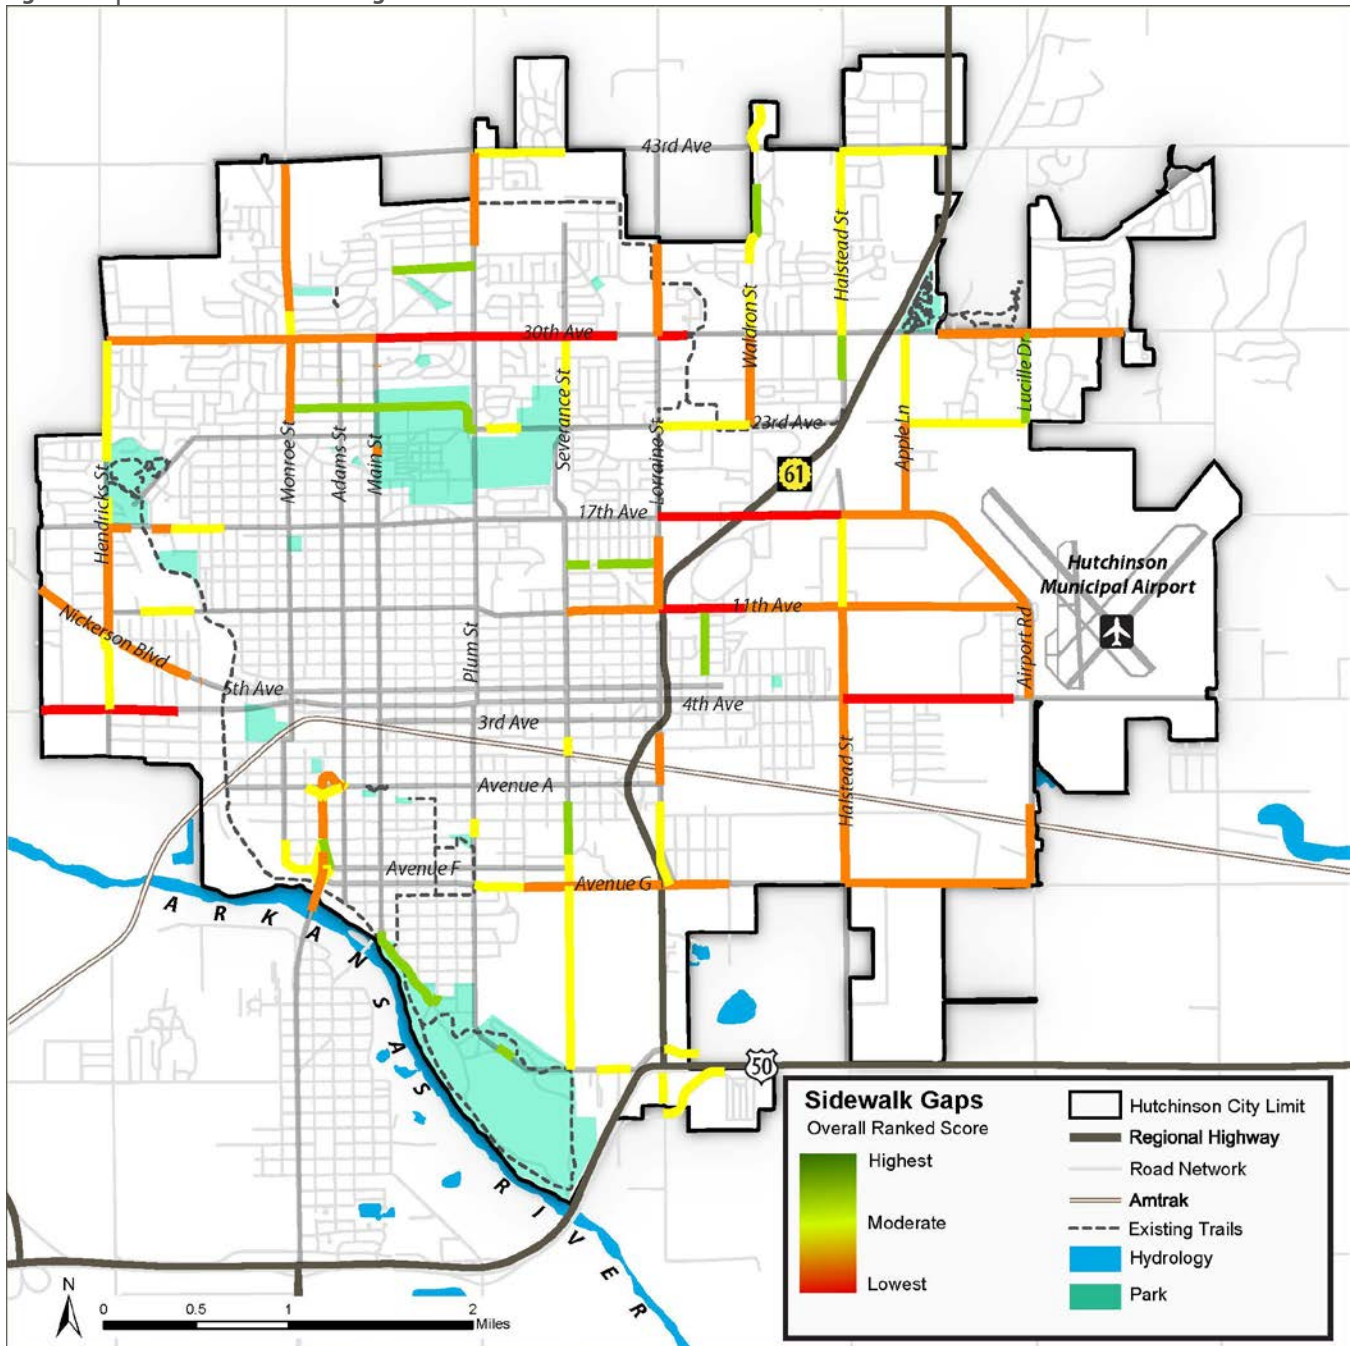 43rd Ave
Halstead St
Waldron St
30th Ave
Lucille Dr
Severance St
23rd Ave
Monroe St
Adams St
Main St
Lorraine St
Apple Ln
61
Hendricks St
17th Ave
Hutchinson
Municipal Airport
11th Ave
Nickerson Blvd
Plum St
Airport Rd
5th Ave
4th Ave
3rd Ave
Avenue A
Halstead St
Avenue F
Avenue G
ARKANSAS RIVER
50
Sidewalk Gaps
Overall Ranked Score
Highest
Moderate
Lowest
Hutchinson City Limit
Regional Highway
Road Network
Amtrak
Existing Trails
Hydrology
Park
N
0 0.5 1 2
Miles